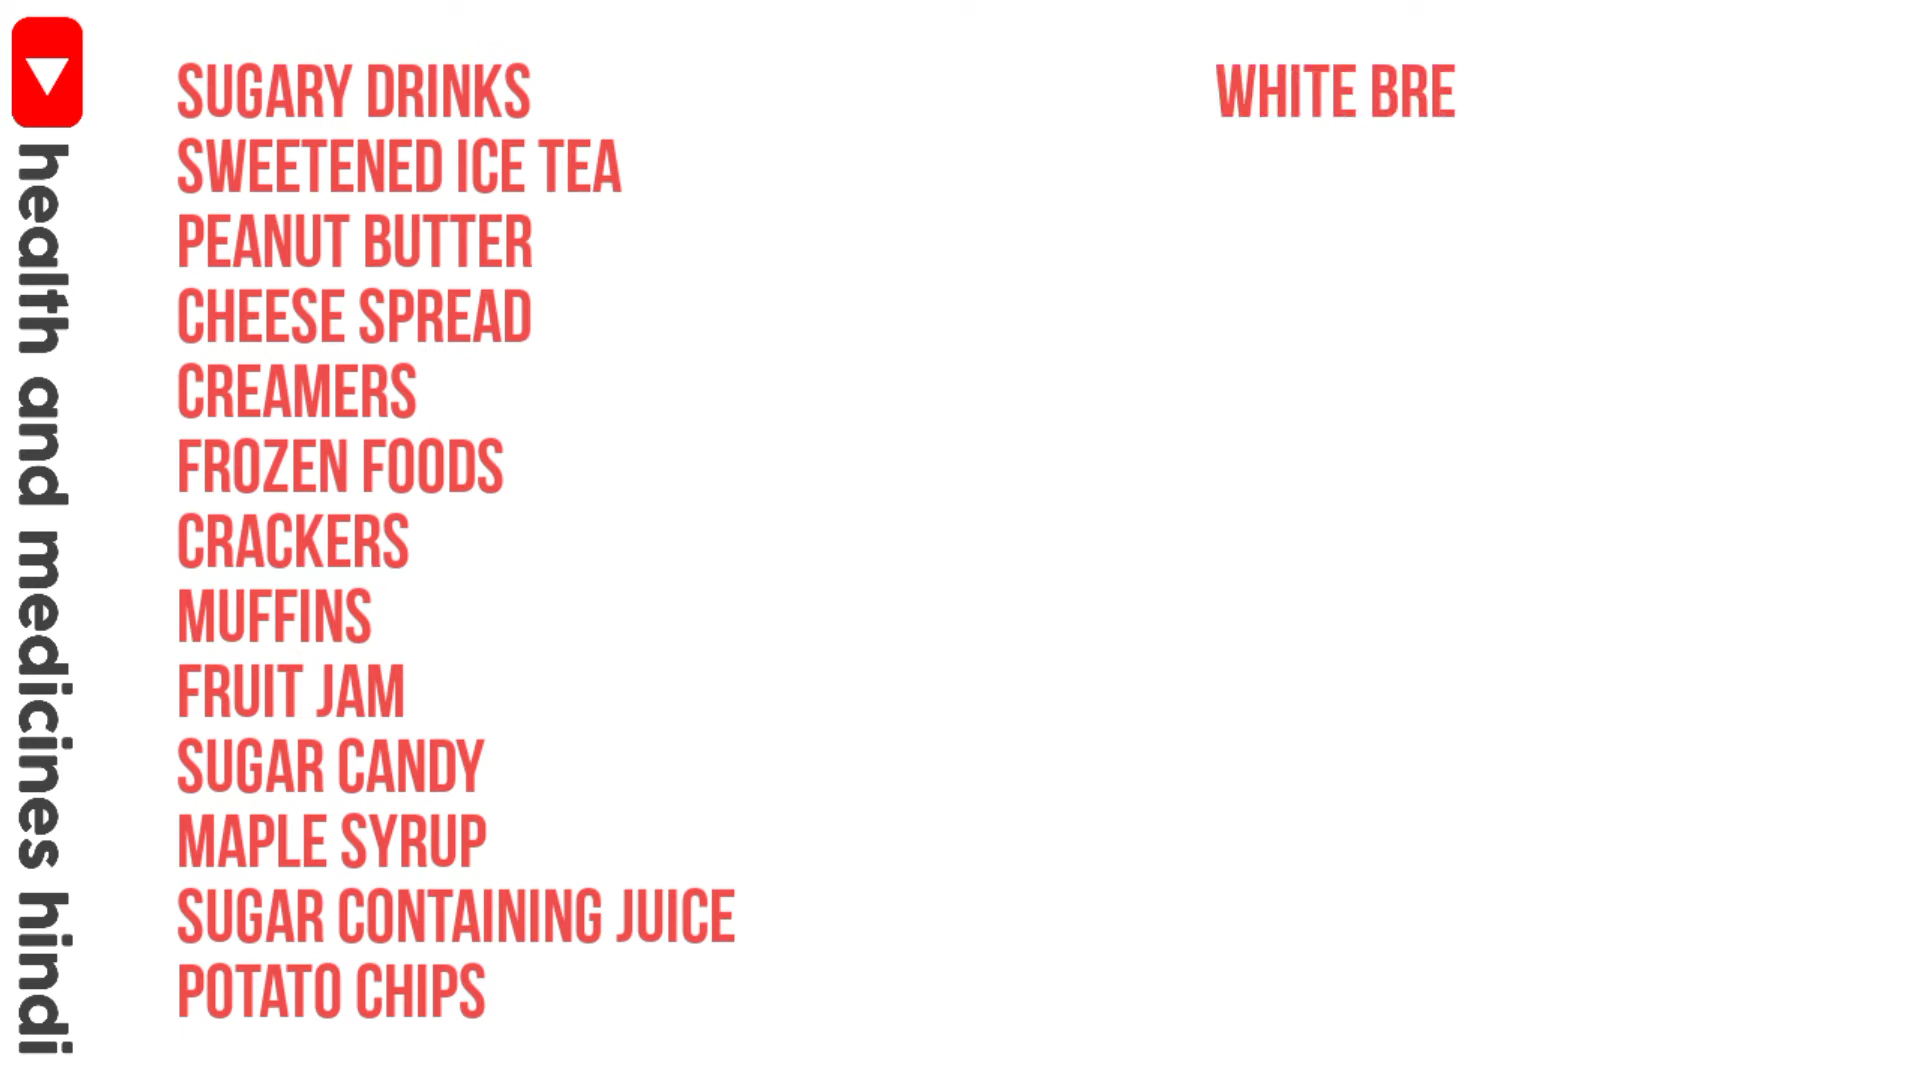 health and medicines hindi
SUGARY DRINKS
SWEETENED ICE TEA
PEANUT BUTTER
CHEESE SPREAD
CREAMERS
FROZEN FOODS
CRACKERS
MUFFINS
FRUIT JAM
SUGAR CANDY
MAPLE SYRUP
SUGAR CONTAINING JUICE
POTATO CHIPS
WHITE BRE